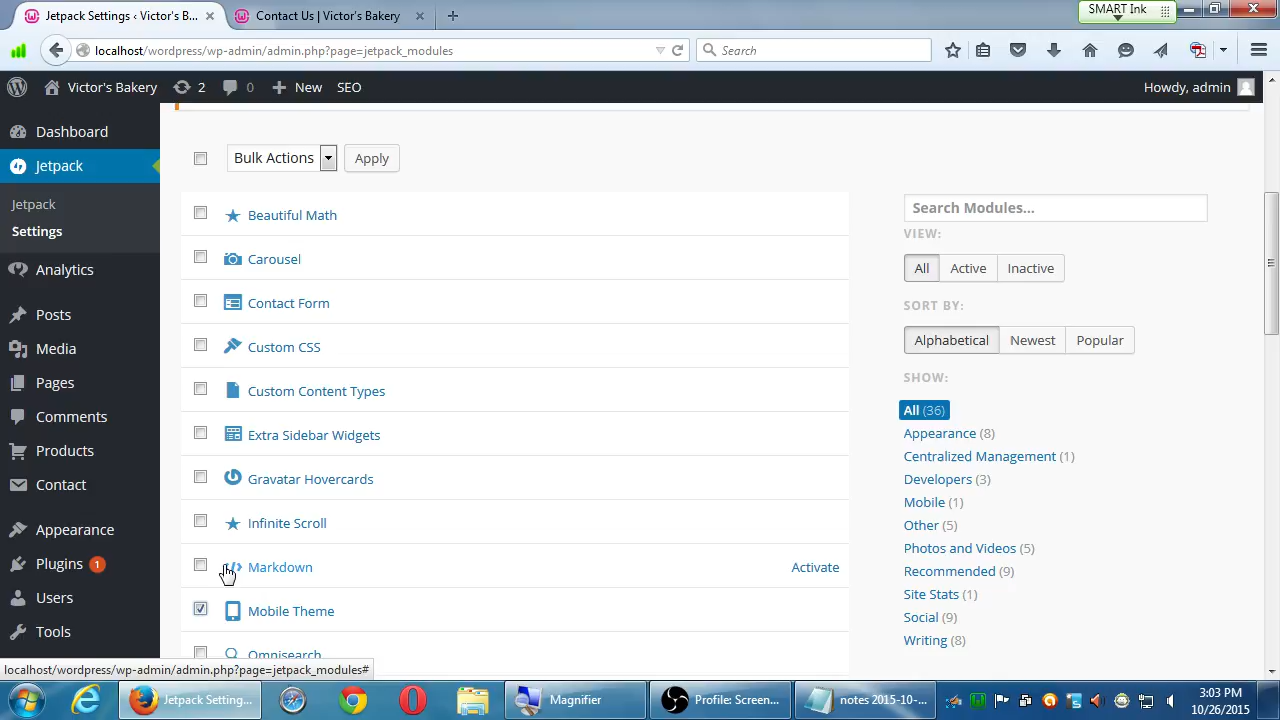 Jetpack Settings ‹ Victor's B... ×
Contact Us | Victor's Bakery ×
SMART Ink
localhost/wordpress/wp-admin/admin.php?page=jetpack_modules
Search
Victor's Bakery
2
0
New
SEO
Howdy, admin
Dashboard
Jetpack
Jetpack
Settings
Analytics
Posts
Media
Pages
Comments
Products
Contact
Appearance
Plugins 1
Users
Tools
Bulk Actions
Apply
Beautiful Math
Carousel
Contact Form
Custom CSS
Custom Content Types
Extra Sidebar Widgets
Gravatar Hovercards
Infinite Scroll
Markdown
Activate
Mobile Theme
Omnisearch
Search Modules...
VIEW:
All
Active
Inactive
SORT BY:
Alphabetical
Newest
Popular
SHOW:
All (36)
Appearance (8)
Centralized Management (1)
Developers (3)
Mobile (1)
Other (5)
Photos and Videos (5)
Recommended (9)
Site Stats (1)
Social (9)
Writing (8)
localhost/wordpress/wp-admin/admin.php?page=jetpack_modules#
Jetpack Setting...
Magnifier
Profile: Screen...
notes 2015-10-...
3:03 PM
10/26/2015